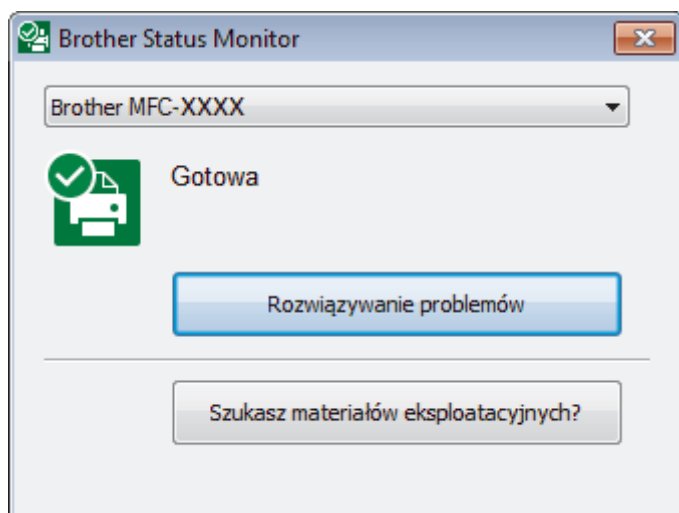 Brother Status Monitor
Brother MFC-XXXX
Gotowa
Rozwiązywanie problemów
Szukasz materiałów eksploatacyjnych?